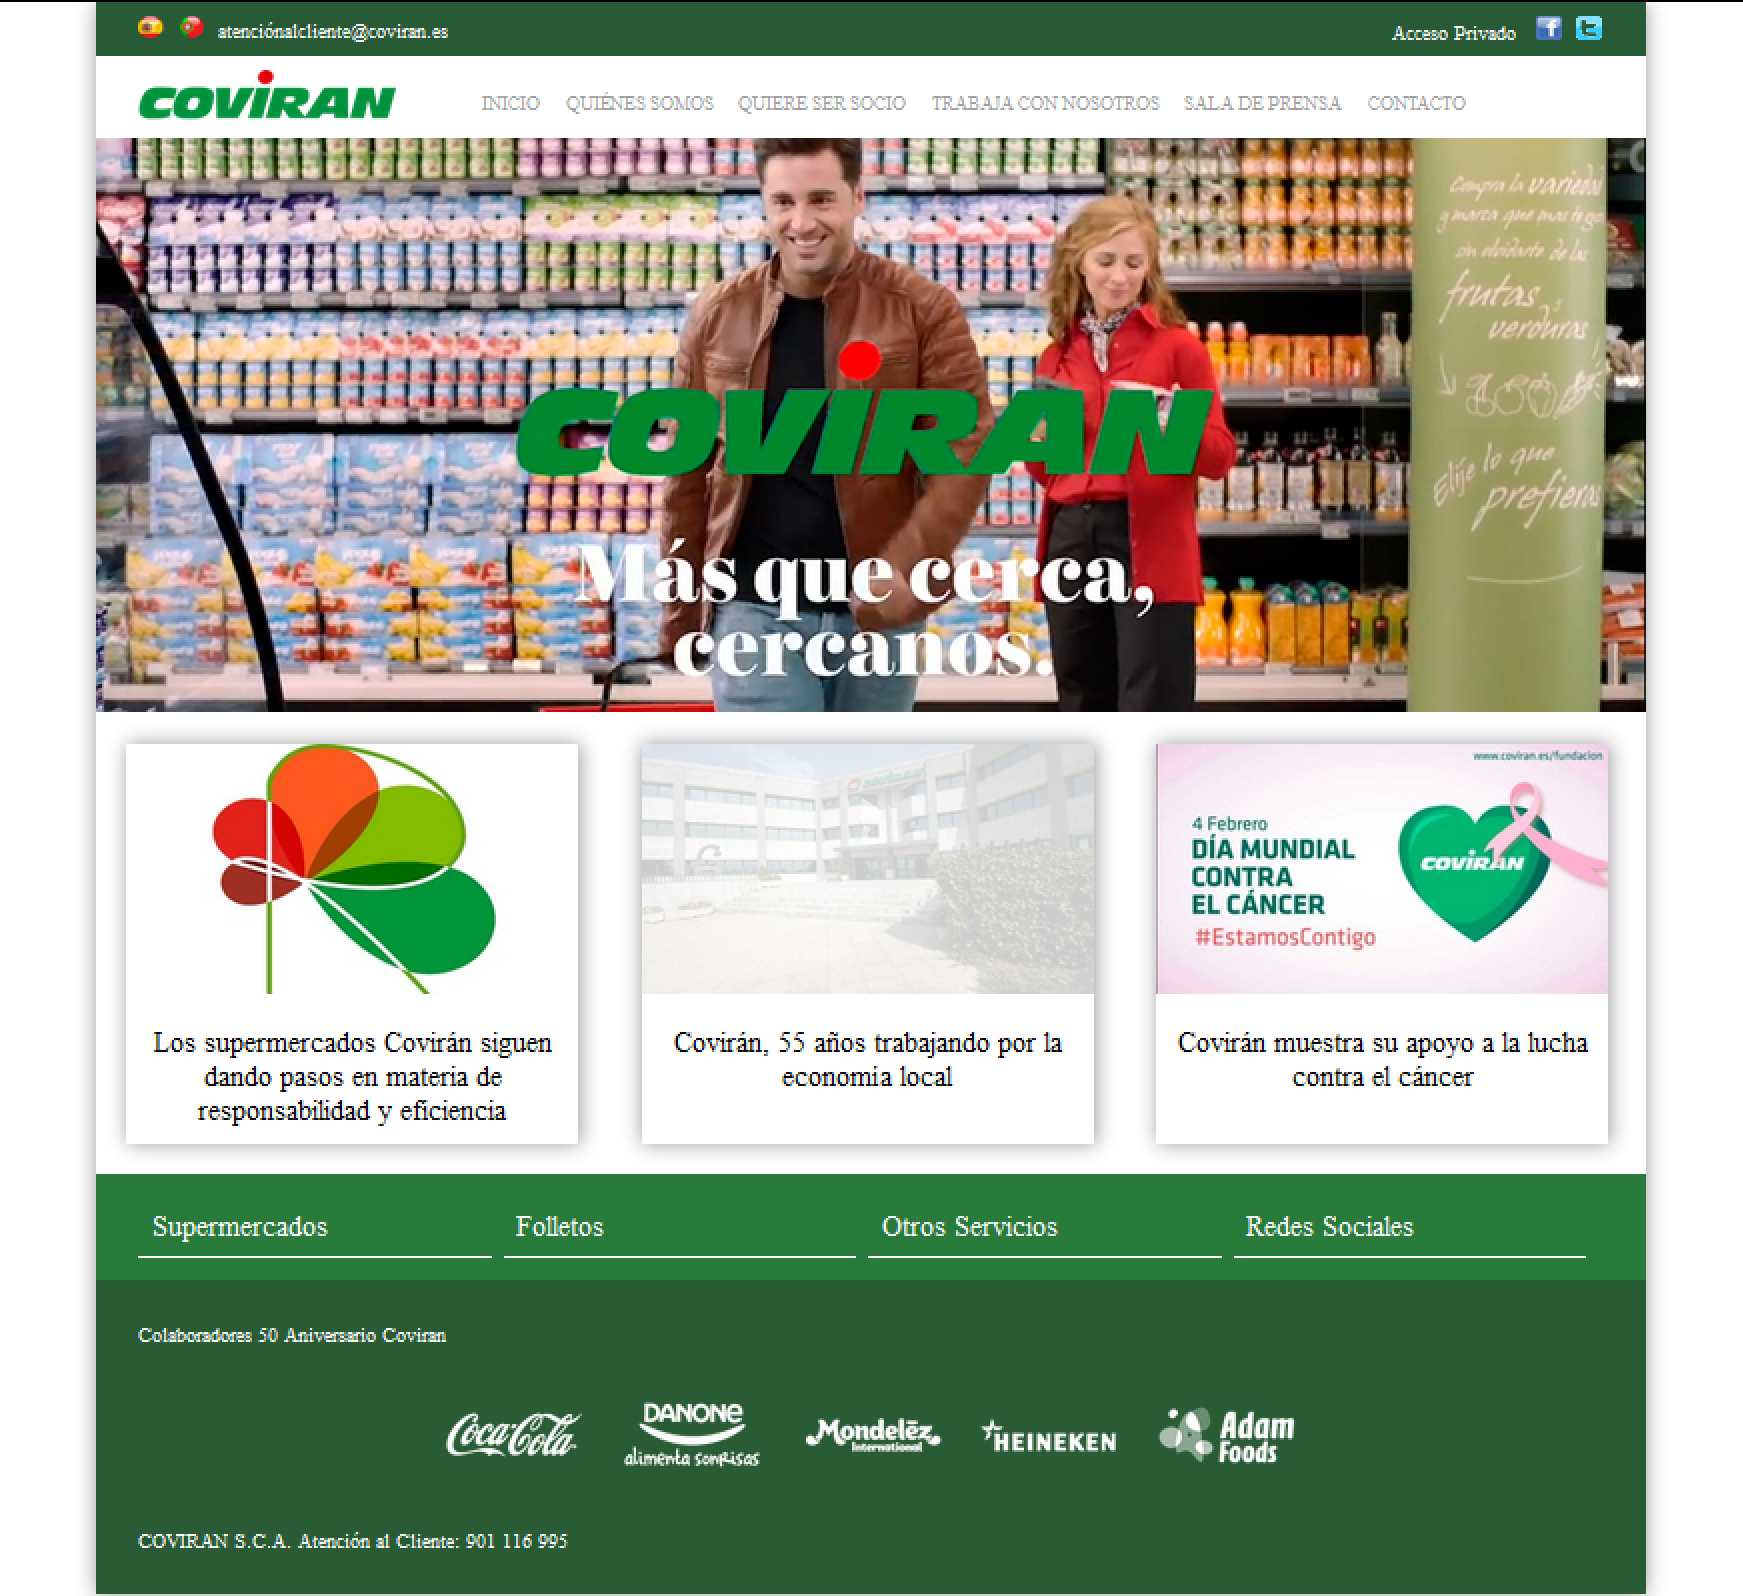 atenciónalcliente@coviran.es
Acceso Privado
COVIRAN
INICIO QUIÉNES SOMOS QUIERE SER SOCIO TRABAJA CON NOSOTROS SALA DE PRENSA CONTACTO
Compra la variedad
y marca que mas te
sin olvidarte de las
frutas
verduras
Elije lo que
prefieras
COVIRAN
Más que cerca,
cercanos.
COVIRAN
www.coviran.es/fundacion
4 Febrero
DÍA MUNDIAL
CONTRA
EL CÁNCER
#EstamosContigo
COVIRAN
Los supermercados Covirán siguen
dando pasos en materia de
responsabilidad y eficiencia
Covirán, 55 años trabajando por la
economía local
Covirán muestra su apoyo a la lucha
contra el cáncer
Supermercados
Folletos
Otros Servicios
Redes Sociales
Colaboradores 50 Aniversario Coviran
Coca-Cola
DANONE
alimenta sonrisas
Mondelēz
International
HEINEKEN
Adam
Foods
COVIRAN S.C.A. Atención al Cliente: 901 116 995